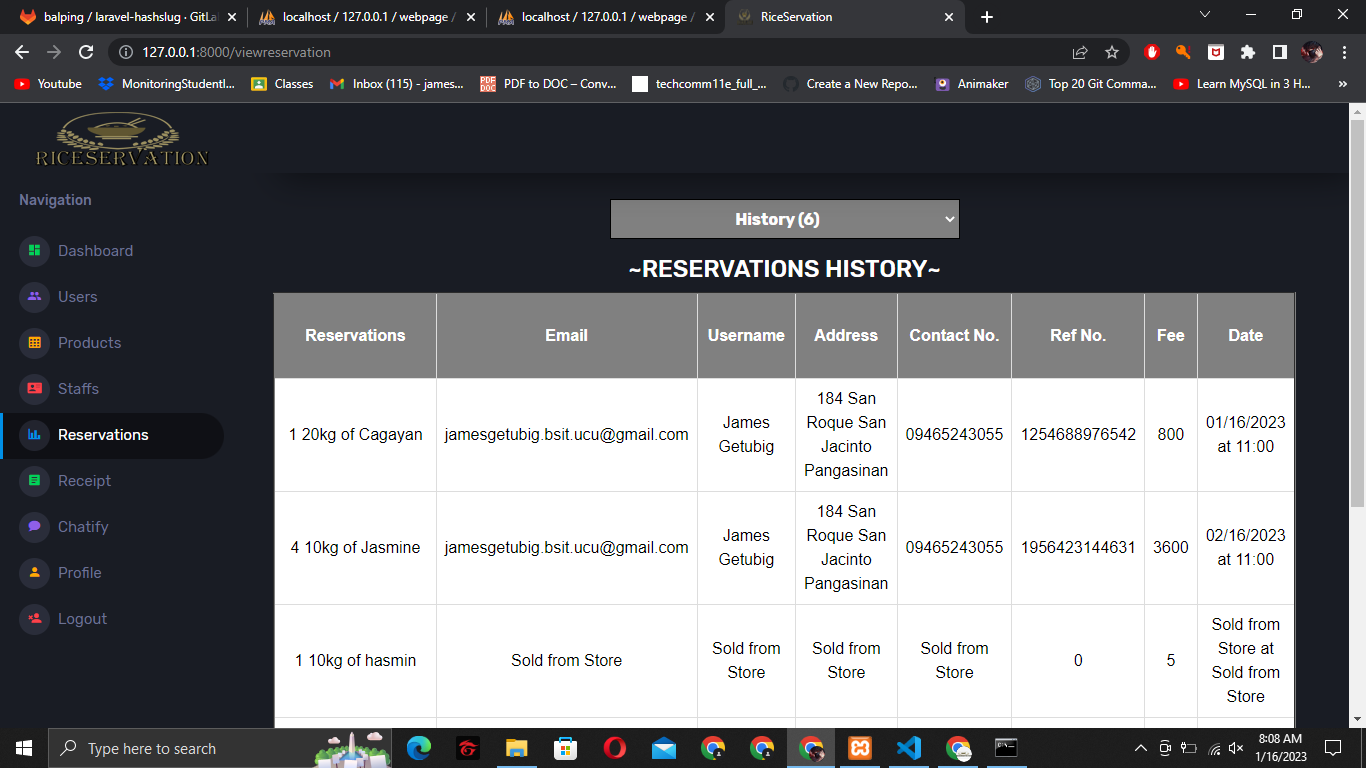 balping / laravel-hashslug · GitLa
localhost / 127.0.0.1 / webpage /
localhost / 127.0.0.1 / webpage /
RiceServation
127.0.0.1:8000/viewreservation
Youtube
MonitoringStudentI...
Classes
Inbox (115) - james...
PDF to DOC – Conv...
techcomm11e_full_...
Create a New Repo...
Animaker
Top 20 Git Comma...
Learn MySQL in 3 H...
»
RICESERVATION
Navigation
Dashboard
Users
Products
Staffs
Reservations
Receipt
Chatify
Profile
Logout
History (6)
~RESERVATIONS HISTORY~
Reservations Email Username Address Contact No. Ref No. Fee Date
1 20kg of Cagayan
jamesgetubig.bsit.ucu@gmail.com
James
Getubig
184 San
Roque San
Jacinto
Pangasinan
09465243055
1254688976542
800
01/16/2023
at 11:00
4 10kg of Jasmine
jamesgetubig.bsit.ucu@gmail.com
James
Getubig
184 San
Roque San
Jacinto
Pangasinan
09465243055
1956423144631
3600
02/16/2023
at 11:00
1 10kg of hasmin
Sold from Store
Sold from
Store
Sold from
Store
Sold from
Store
0
5
Sold from
Store at
Sold from
Store
Type here to search
8:08 AM
1/16/2023